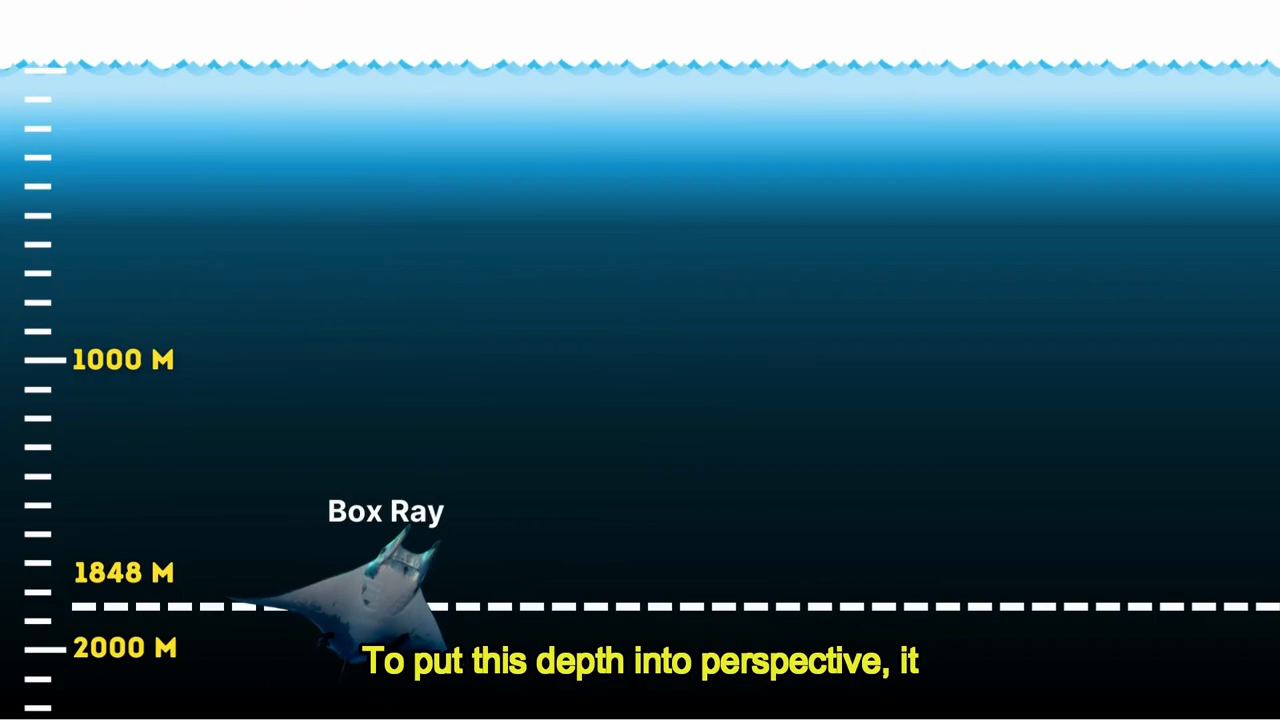 1000 M
Box Ray
1848 M
2000 M
To put this depth into perspective, it